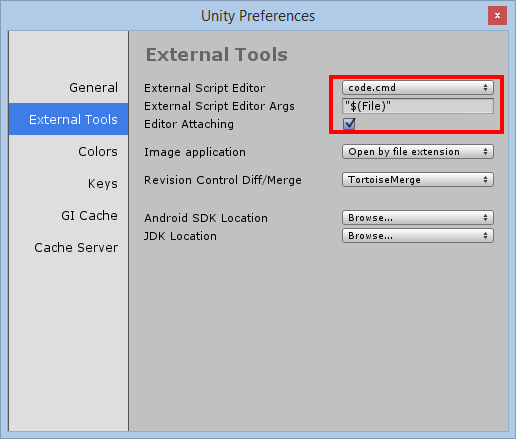 Unity Preferences
x
External Tools
General
External Tools
Colors
Keys
GI Cache
Cache Server
External Script Editor code.cmd
External Script Editor Args "$(File)"
Editor Attaching
Image application Open by file extension
Revision Control Diff/Merge TortoiseMerge
Android SDK Location Browse...
JDK Location Browse...